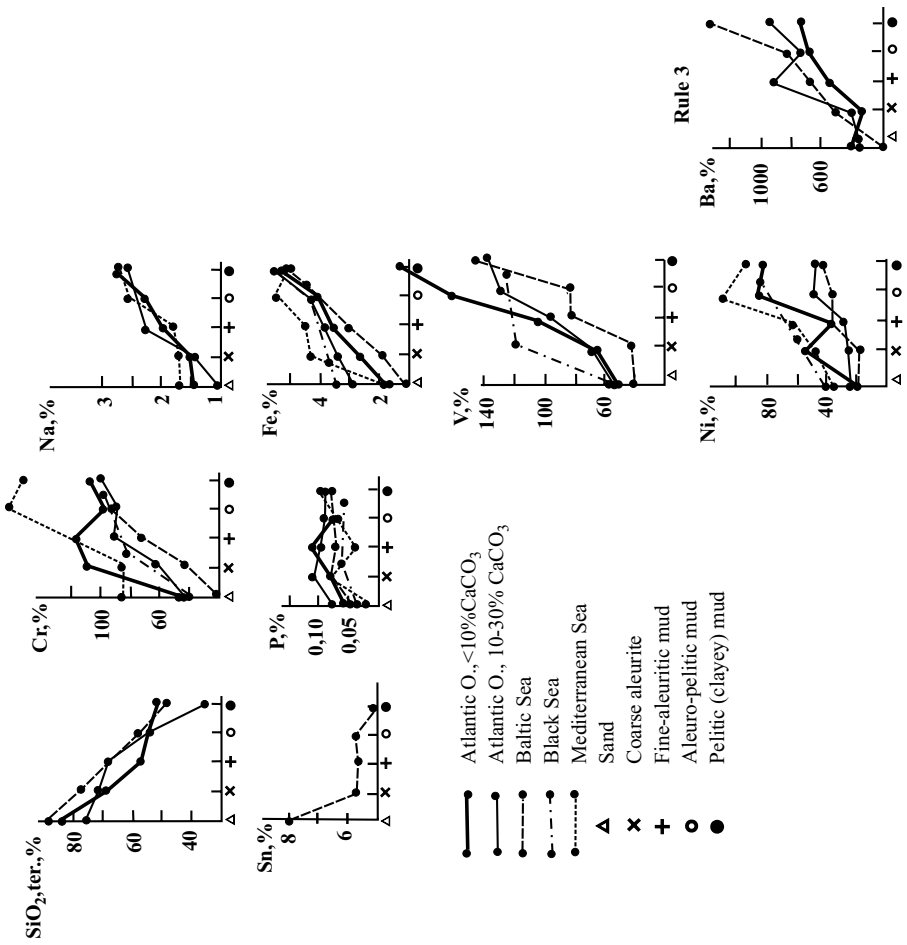 Rule 3
SiO2,ter.,%
80
60
40
Cr,%
100
60
Na,%
3
2
1
Sn,%
8
6
P,%
0,10
0,05
Fe,%
4
2
V,%
140
100
60
Ni,%
80
40
Ba,%
1000
600
Atlantic O.,<10%CaCO3
Atlantic O., 10-30% CaCO3
Baltic Sea
Black Sea
Mediterranean Sea
Sand
Coarse aleurite
Fine-aleuritic mud
Aleuro-pelitic mud
Pelitic (clayey) mud